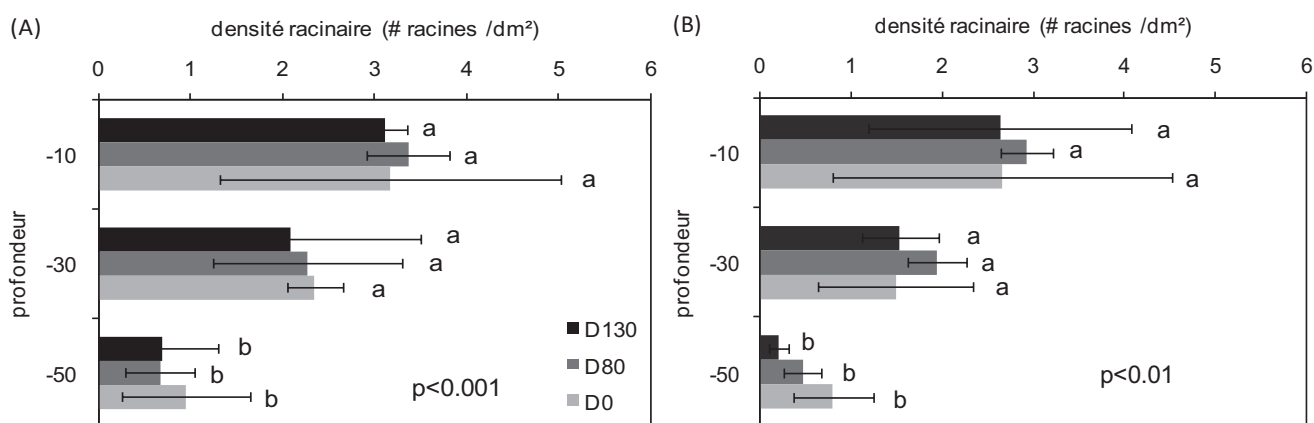 (A)
densité racinaire (# racines /dm²)
0 1 2 3 4 5 6
profondeur
-10
a
a
a
-30
a
a
a
-50
b
b
b
D130
D80
D0
p<0.001
(B)
densité racinaire (# racines /dm²)
0 1 2 3 4 5 6
profondeur
-10
a
a
a
-30
a
a
a
-50
b
b
b
p<0.01